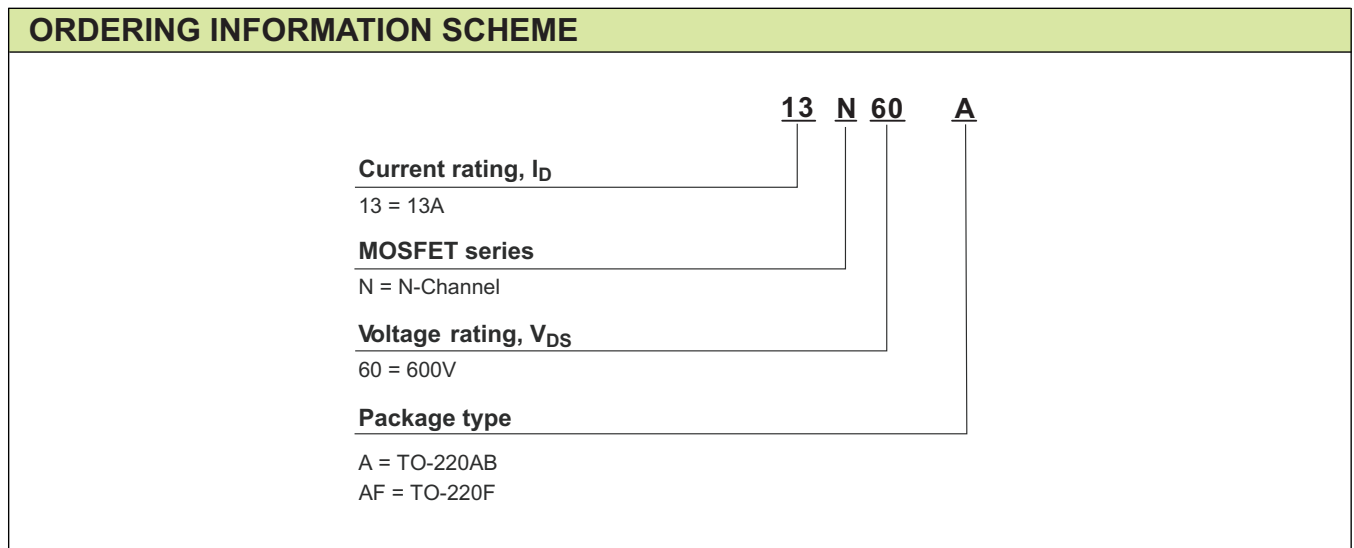 ORDERING INFORMATION SCHEME
13 N 60 A
Current rating, ID
13 = 13A
MOSFET series
N = N-Channel
Voltage rating, VDS
60 = 600V
Package type
A = TO-220AB
AF = TO-220F